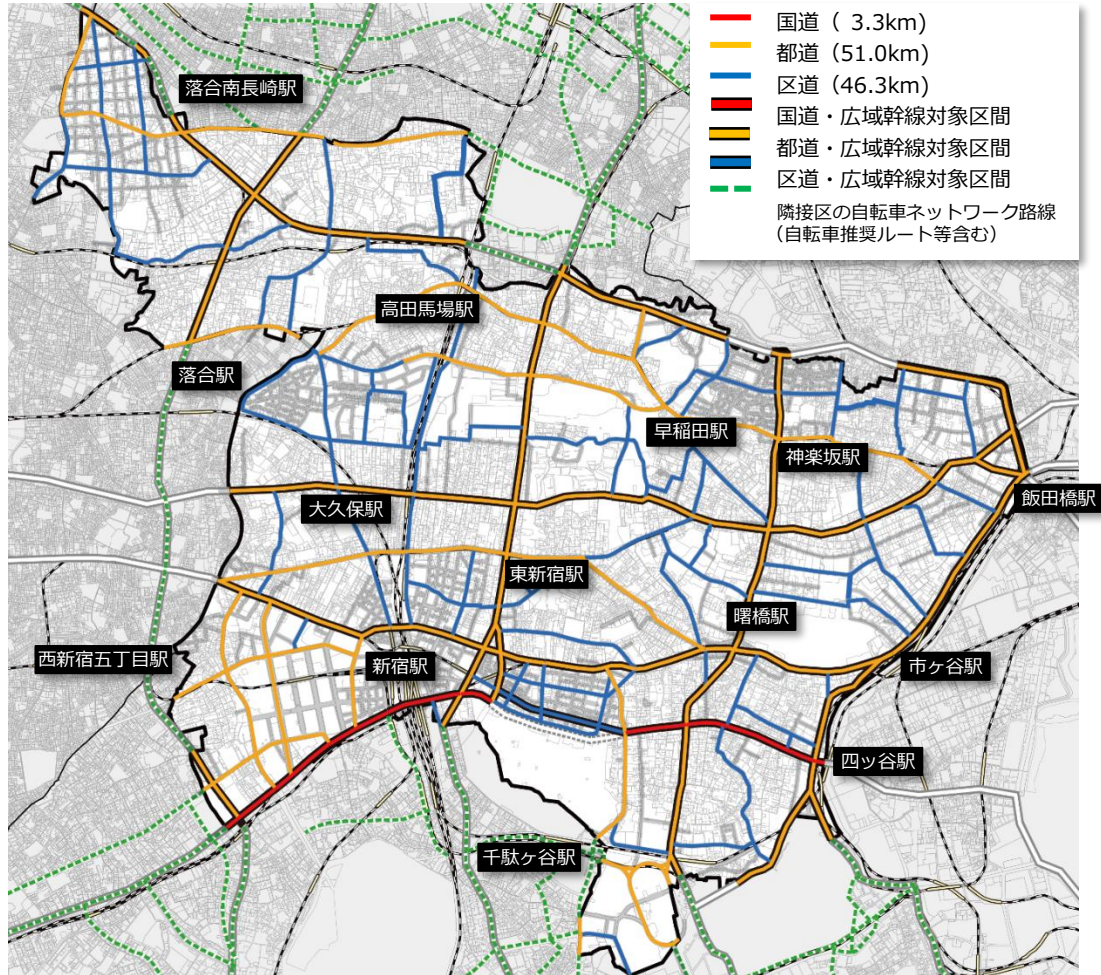 国道（ 3.3km)
都道（51.0km)
区道（46.3km)
国道・広域幹線対象区間
都道・広域幹線対象区間
区道・広域幹線対象区間
隣接区の自転車ネットワーク路線
（自転車推奨ルート等含む）
落合南長崎駅
高田馬場駅
落合駅
早稲田駅
神楽坂駅
飯田橋駅
大久保駅
東新宿駅
曙橋駅
西新宿五丁目駅
新宿駅
市ヶ谷駅
四ッ谷駅
千駄ヶ谷駅